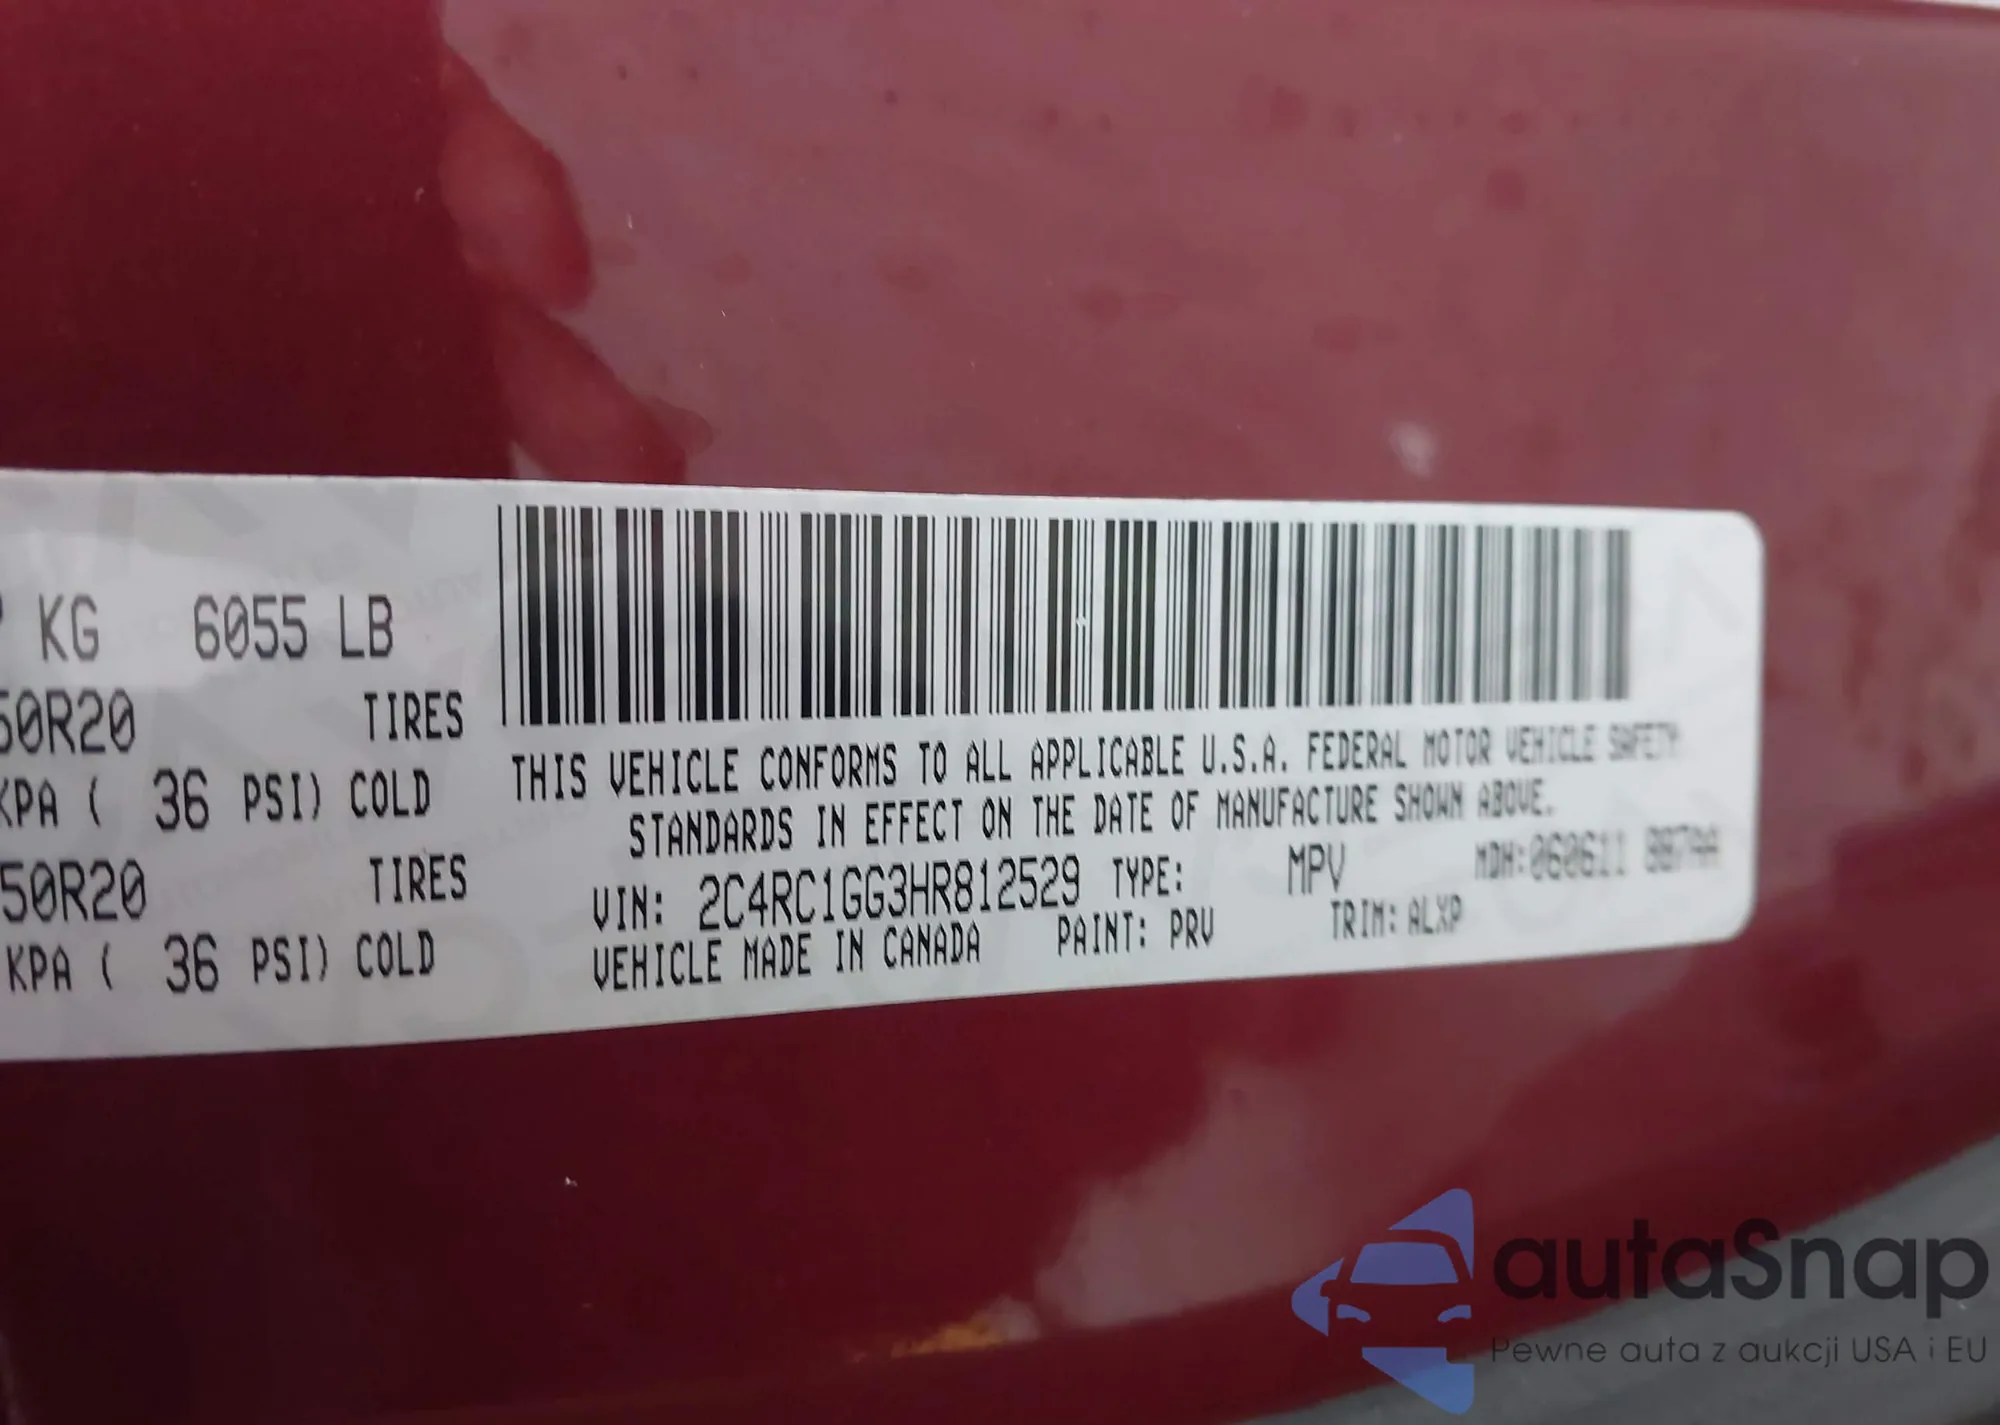 KG 6055 LB
50R20 TIRES
KPA ( 36 PSI) COLD
50R20 TIRES
KPA ( 36 PSI) COLD
THIS VEHICLE CONFORMS TO ALL APPLICABLE U.S.A. FEDERAL MOTOR VEHICLE SAFETY
STANDARDS IN EFFECT ON THE DATE OF MANUFACTURE SHOWN ABOVE.
VIN: 2C4RC1GG3HR812529 TYPE: MPV MDH:060611
VEHICLE MADE IN CANADA PAINT: PRV TRIM: ALXP
autaSnap
Pewne auta z aukcji USA i EU